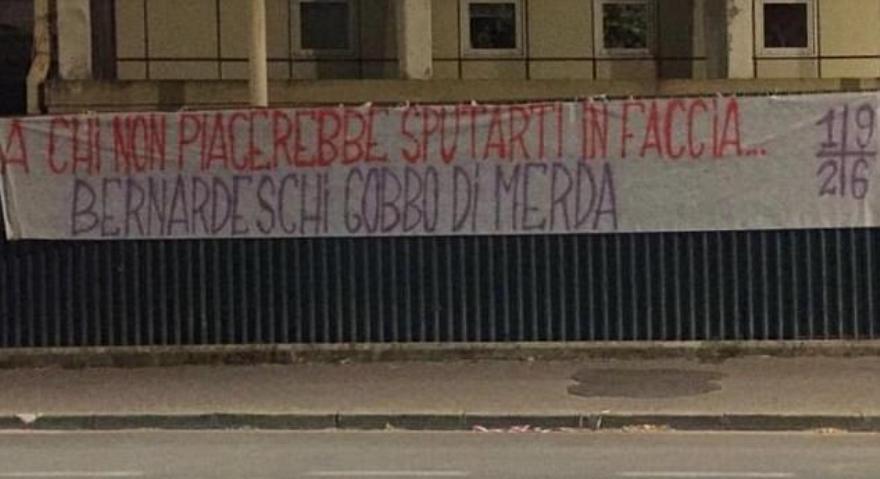 A CHI NON PIACEREBBE SPUTARTI IN FACCIA...
BERNARDESCHI GOBBO DI MERDA
19
26